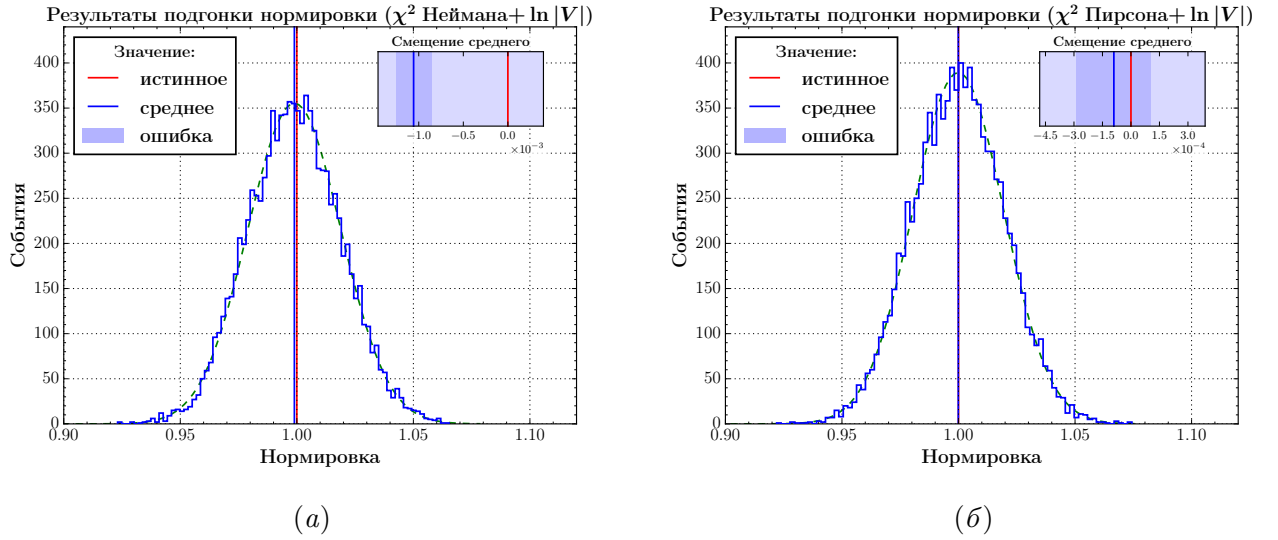 Результаты подгонки нормировки (χ² Неймана+ ln |V|)
Значение:
истинное
среднее
ошибка
Смещение среднего
−1.0 −0.5 0.0
×10⁻³
400
350
300
250
200
150
100
50
0
События
0.90 0.95 1.00 1.05 1.10
Нормировка
(а)
Результаты подгонки нормировки (χ² Пирсона+ ln |V|)
Значение:
истинное
среднее
ошибка
Смещение среднего
−4.5 −3.0 −1.5 0.0 1.5 3.0
×10⁻⁴
400
350
300
250
200
150
100
50
0
События
0.90 0.95 1.00 1.05 1.10
Нормировка
(б)